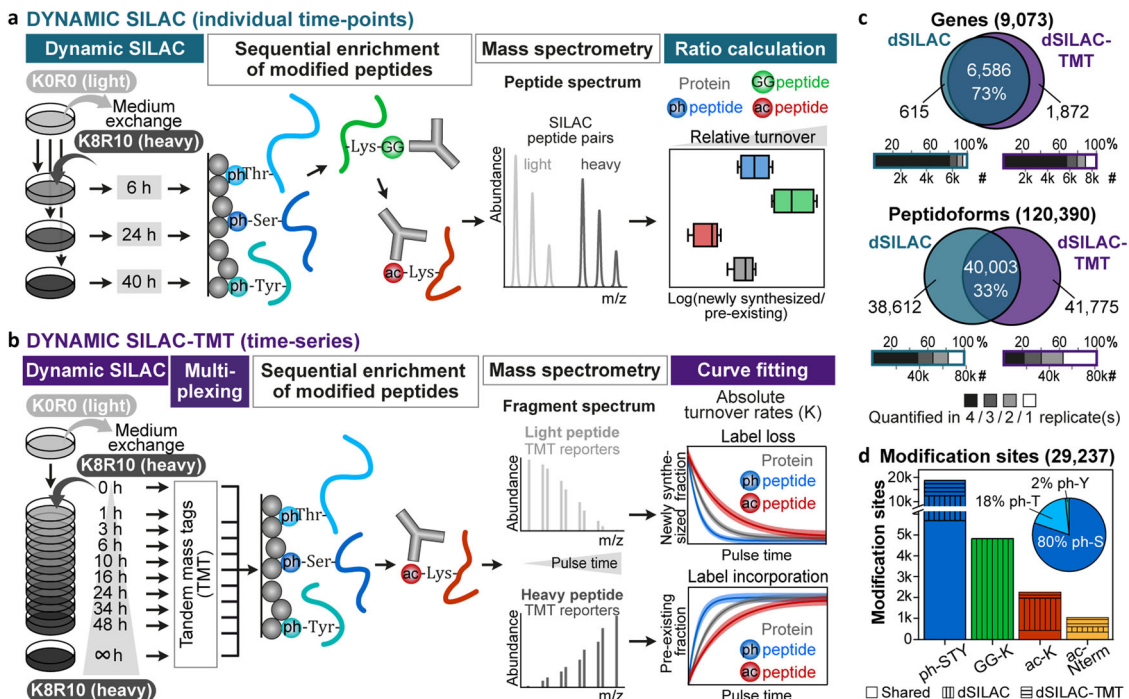 a DYNAMIC SILAC (individual time-points)
Dynamic SILAC
Sequential enrichment
of modified peptides
Mass spectrometry
Ratio calculation
K0R0 (light)
Medium
exchange
K8R10 (heavy)
6 h
24 h
40 h
ph
Thr-
ph-Ser-
ph-Tyr-
-Lys-GG
ac-Lys-
Peptide spectrum
SILAC
peptide pairs
light
heavy
Abundance
m/z
Protein
GG peptide
ph peptide
ac peptide
Relative turnover
Log(newly synthesized/
pre-existing)
b DYNAMIC SILAC-TMT (time-series)
Dynamic SILAC
Multi-
plexing
Sequential enrichment
of modified peptides
Mass spectrometry
Curve fitting
K0R0 (light)
Medium
exchange
K8R10 (heavy)
0 h
1 h
3 h
6 h
10 h
16 h
24 h
34 h
48 h
∞ h
K8R10 (heavy)
Tandem mass tags
(TMT)
ph
Thr-
ph-Ser-
ph-Tyr-
ac-Lys-
Fragment spectrum
Light peptide
TMT reporters
Abundance
m/z
Pulse time
Heavy peptide
TMT reporters
Abundance
m/z
Absolute
turnover rates (K)
Label loss
Newly synthe-
sized fraction
Protein
ph peptide
ac peptide
Pulse time
Label incorporation
Pre-existing
fraction
Protein
ph peptide
ac peptide
Pulse time
c
Genes (9,073)
dSILAC
dSILAC-
TMT
6,586
73%
615
1,872
20 60 100
20 60 100%
2k 6k 10k
2k 6k 8k #
Peptidoforms (120,390)
dSILAC
dSILAC-
TMT
40,003
33%
38,612
41,775
20 60 100
20 60 100%
40k 80k#
40k 80k#
Quantified in 4/3/2/1 replicate(s)
d Modification sites (29,237)
Modification sites
20k
10k
5k
4k
2k
1k
0
2% ph-Y
18% ph-T
80% ph-S
ph-STY
GG-K
ac-K
ac-
Nterm
Shared
dSILAC
dSILAC-TMT